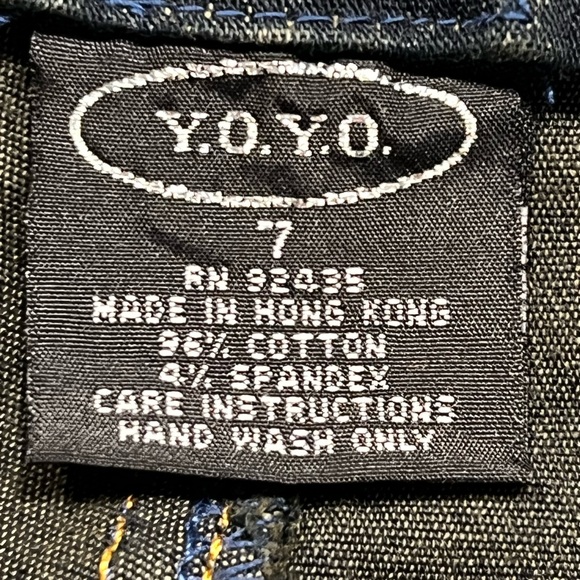 Y.O.Y.O.
7
RN 92435
MADE IN HONG KONG
96% COTTON
4% SPANDEX
CARE INSTRUCTIONS
HAND WASH ONLY